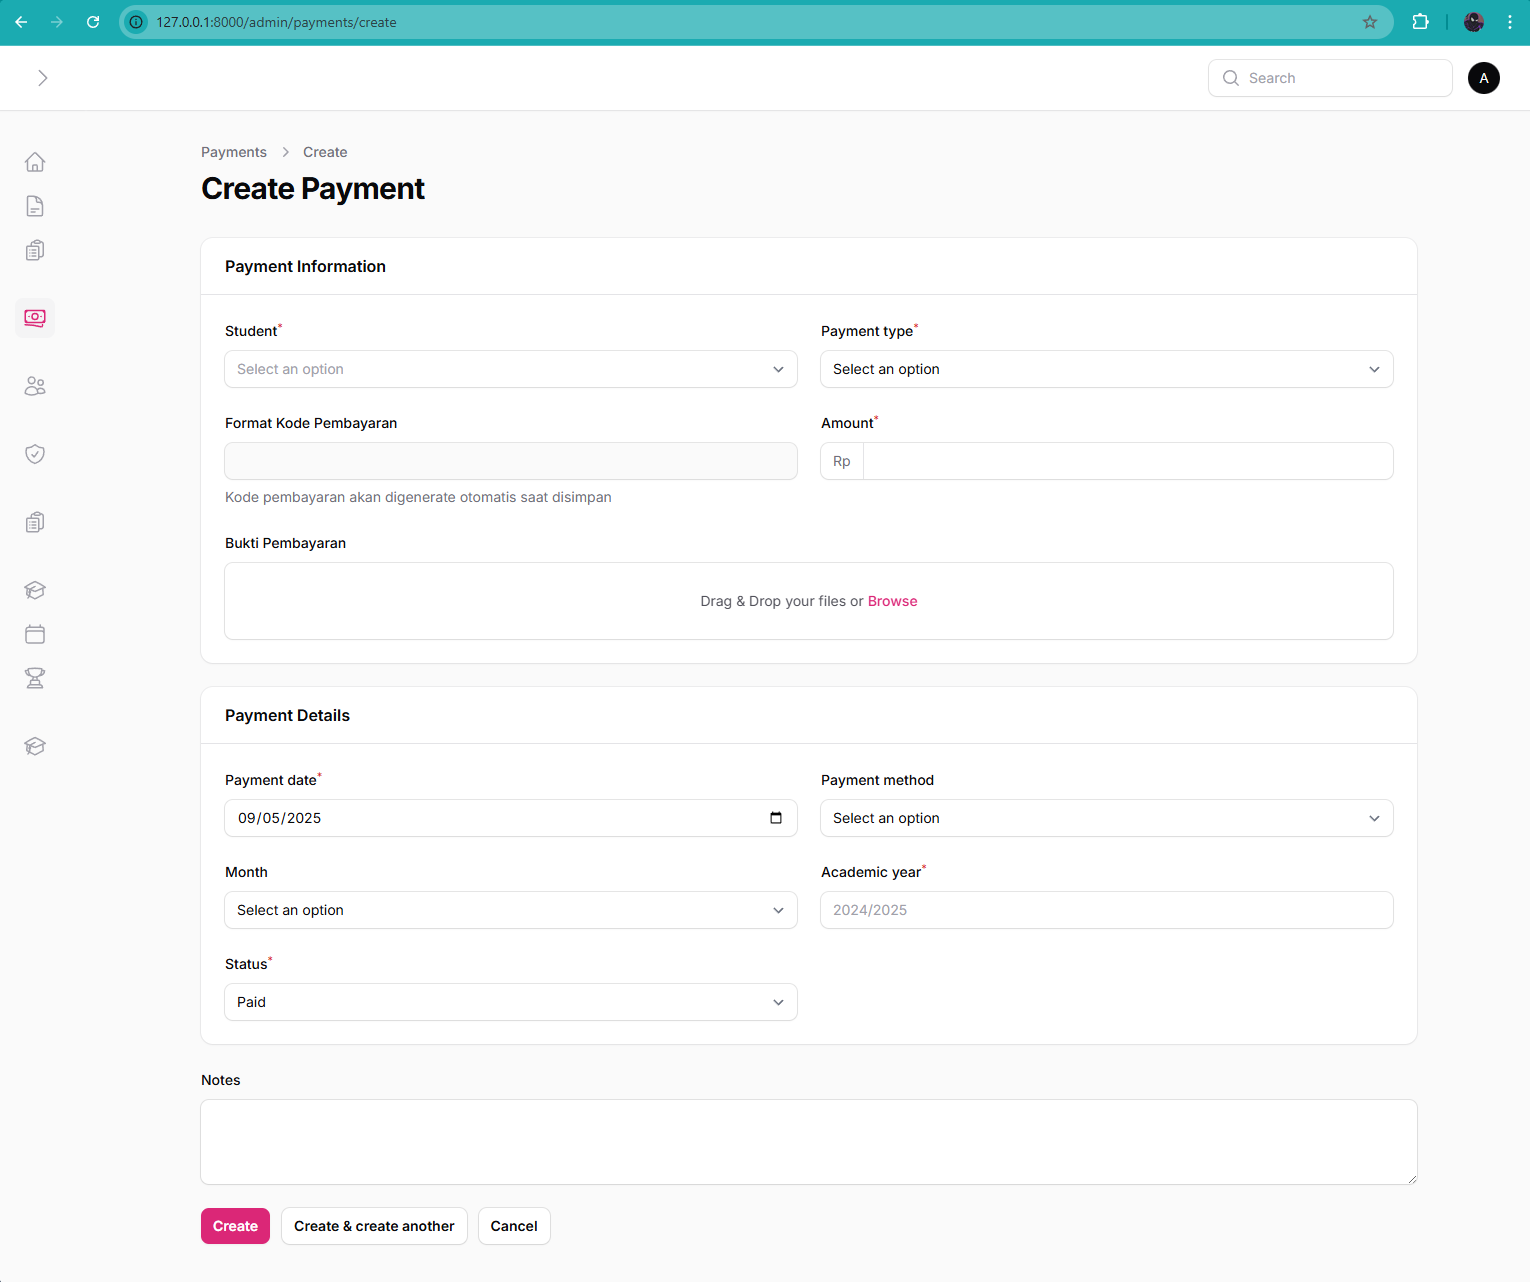 127.0.0.1:8000/admin/payments/create
Search
A
Payments > Create
Create Payment
Payment Information
Student* Payment type*
Select an option Select an option
Format Kode Pembayaran Amount*
Rp
Kode pembayaran akan digenerate otomatis saat disimpan
Bukti Pembayaran
Drag & Drop your files or Browse
Payment Details
Payment date* Payment method
09/05/2025 Select an option
Month Academic year*
Select an option 2024/2025
Status*
Paid
Notes
Create Create & create another Cancel